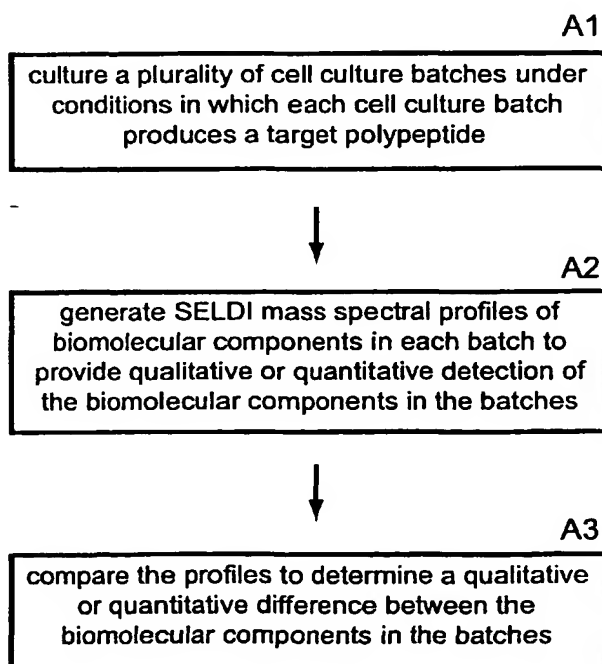 A1
culture a plurality of cell culture batches under
conditions in which each cell culture batch
produces a target polypeptide
A2
generate SELDI mass spectral profiles of
biomolecular components in each batch to
provide qualitative or quantitative detection of
the biomolecular components in the batches
A3
compare the profiles to determine a qualitative
or quantitative difference between the
biomolecular components in the batches